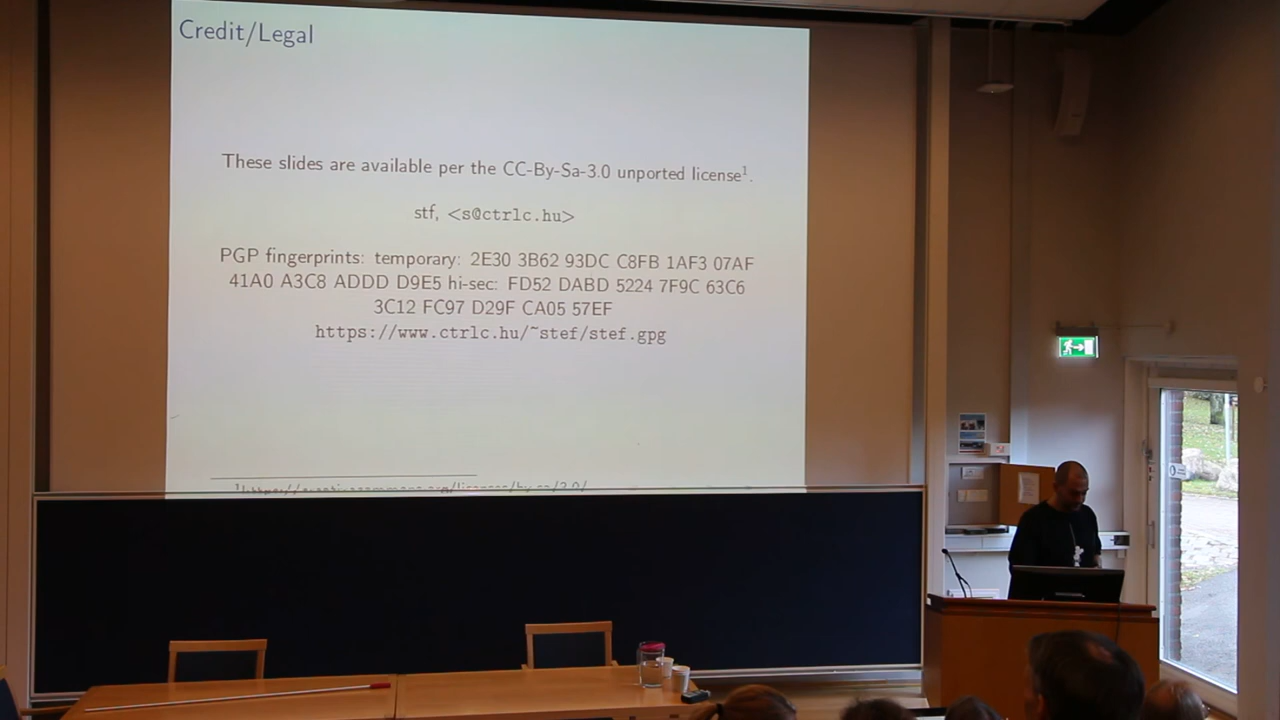 Credit/Legal
These slides are available per the CC-By-Sa-3.0 unported license¹.
stf, <s@ctrlc.hu>
PGP fingerprints: temporary: 2E30 3B62 93DC C8FB 1AF3 07AF
41A0 A3C8 ADDD D9E5 hi-sec: FD52 DABD 5224 7F9C 63C6
3C12 FC97 D29F CA05 57EF
https://www.ctrlc.hu/~stef/stef.gpg